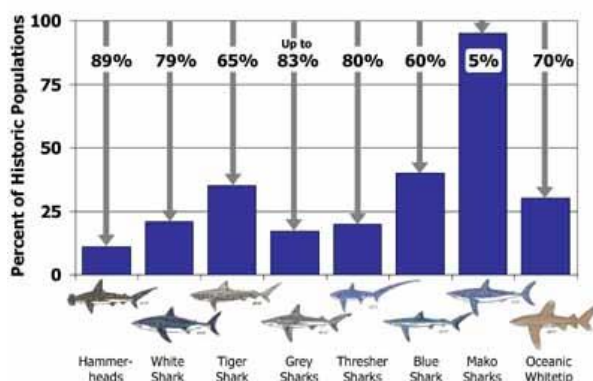 Percent of Historic Populations
100
75
50
25
0
89%
79%
65%
Up to
83%
80%
60%
5%
70%
Hammer-
heads
White
Shark
Tiger
Shark
Grey
Sharks
Thresher
Sharks
Blue
Shark
Mako
Sharks
Oceanic
Whitetip